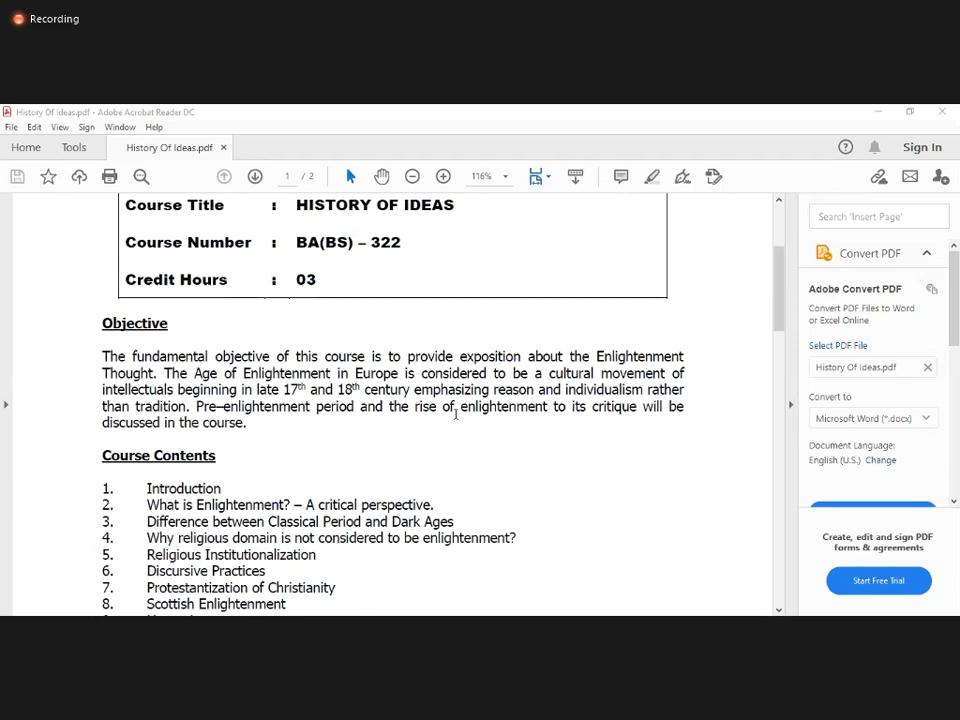 Recording
History Of Ideas.pdf - Adobe Acrobat Reader DC
File Edit View Sign Window Help
Home Tools History Of Ideas.pdf × Sign In
1 / 2 116%
Course Title : HISTORY OF IDEAS
Course Number : BA(BS) – 322
Credit Hours : 03
Objective
The fundamental objective of this course is to provide exposition about the Enlightenment
Thought. The Age of Enlightenment in Europe is considered to be a cultural movement of
intellectuals beginning in late 17th and 18th century emphasizing reason and individualism rather
than tradition. Pre–enlightenment period and the rise of enlightenment to its critique will be
discussed in the course.
Course Contents
1. Introduction
2. What is Enlightenment? – A critical perspective.
3. Difference between Classical Period and Dark Ages
4. Why religious domain is not considered to be enlightenment?
5. Religious Institutionalization
6. Discursive Practices
7. Protestantization of Christianity
8. Scottish Enlightenment
Search 'Insert Page'
Convert PDF
Adobe Convert PDF
Convert PDF Files to Word
or Excel Online
Select PDF File
History Of Ideas.pdf
Convert to
Microsoft Word (*.docx)
Document Language:
English (U.S.) Change
Create, edit and sign PDF
forms & agreements
Start Free Trial